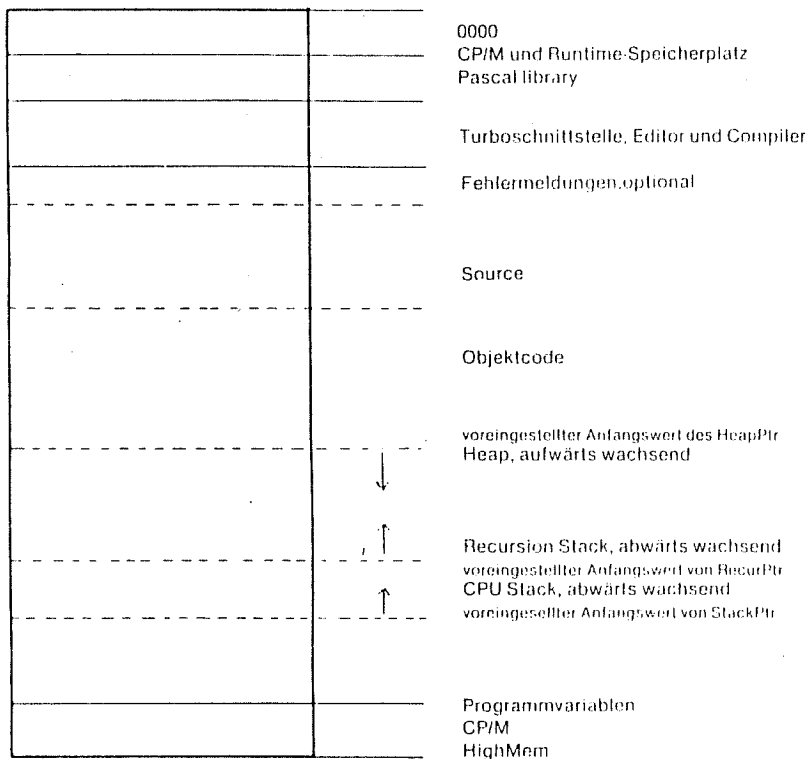 0000
CP/M und Runtime-Speicherplatz
Pascal library
Turboschnittstelle, Editor und Compiler
Fehlermeldungen,optional
Source
Objektcode
voreingestellter Anfangswert des HeapPtr
Heap, aufwärts wachsend
Recursion Stack, abwärts wachsend
voreingestellter Anfangswert von RecurPtr
CPU Stack, abwärts wachsend
voreingesellter Anfangswert von StackPtr
Programmvariablen
CP/M
HighMem